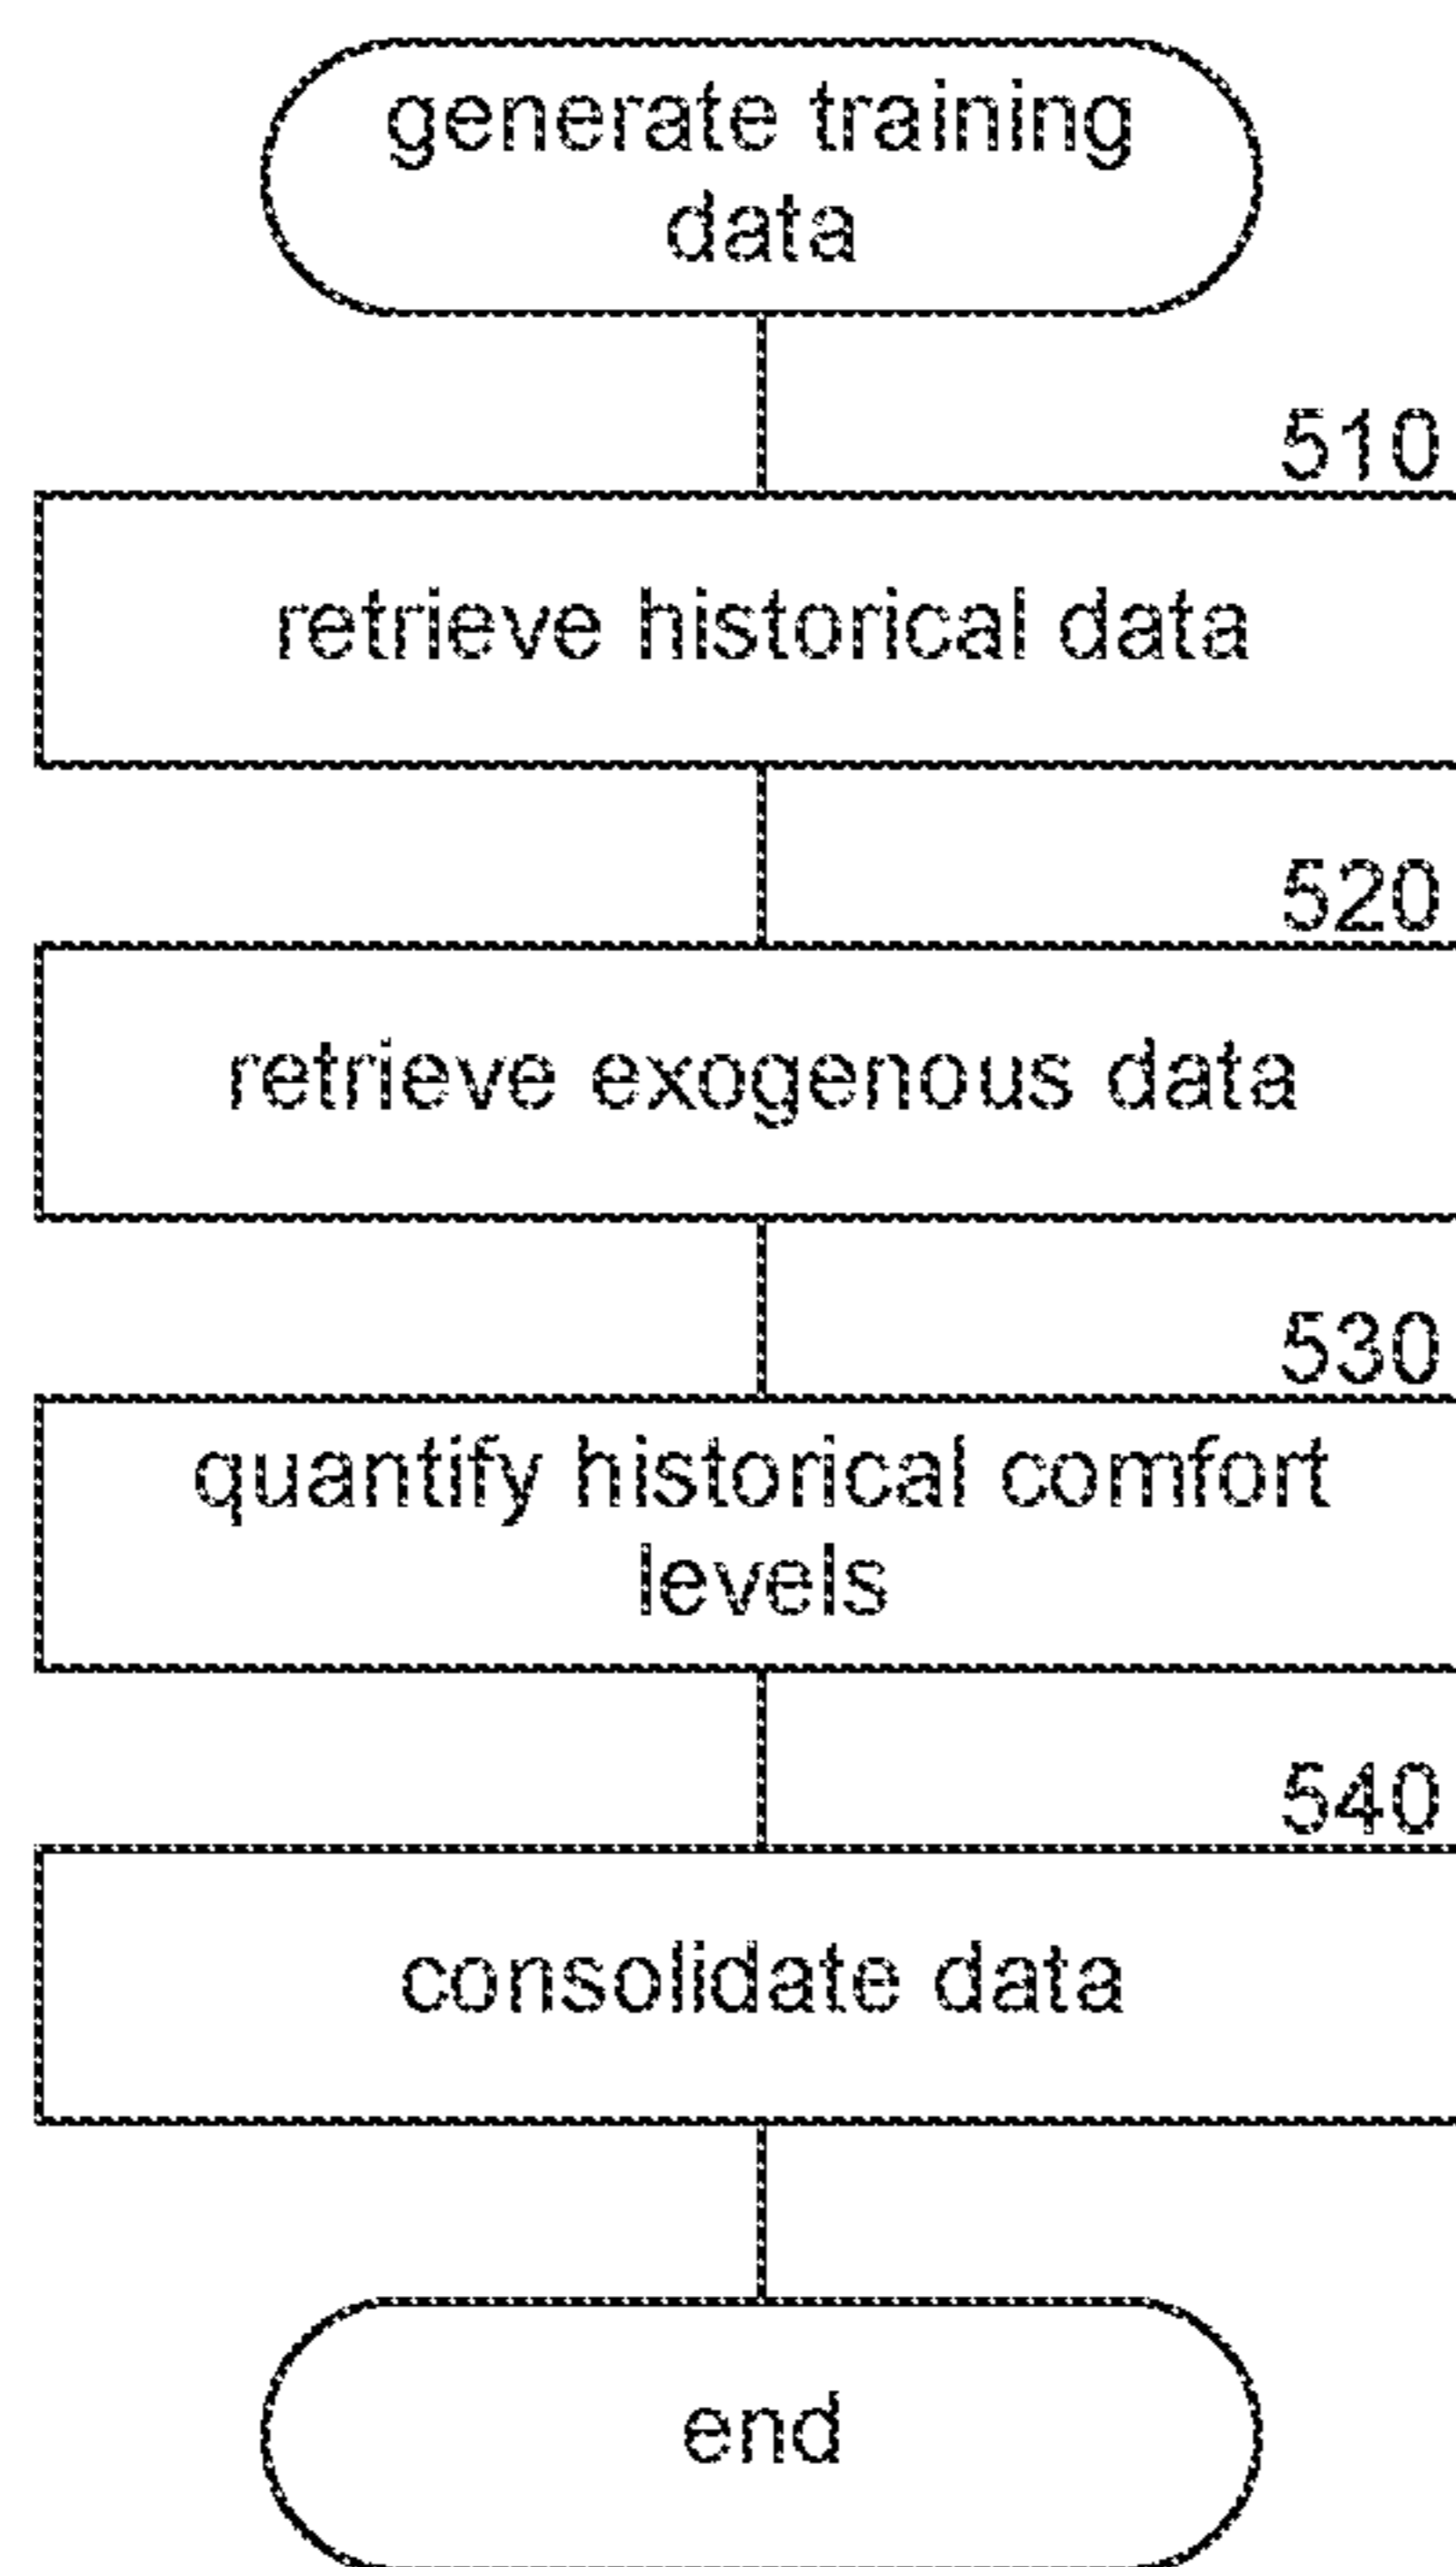 generate training
data
510
retrieve historical data
520
retrieve exogenous data
530
quantify historical comfort
levels
540
consolidate data
end